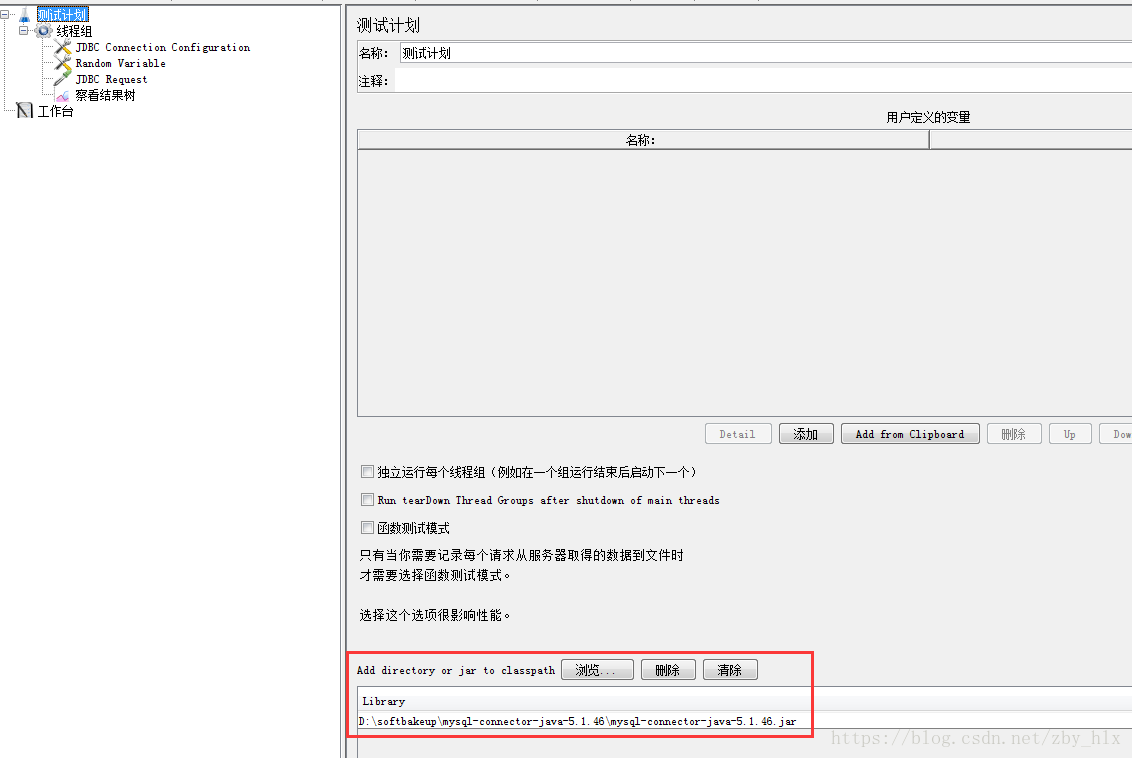 测试计划
线程组
JDBC Connection Configuration
Random Variable
JDBC Request
察看结果树
工作台
测试计划
名称： 测试计划
注释：
用户定义的变量
名称：
Detail 添加 Add from Clipboard 删除 Up Dow
独立运行每个线程组（例如在一个组运行结束后启动下一个）
Run tearDown Thread Groups after shutdown of main threads
函数测试模式
只有当你需要记录每个请求从服务器取得的数据到文件时
才需要选择函数测试模式。
选择这个选项很影响性能。
Add directory or jar to classpath 浏览... 删除 清除
Library
D:\softbakeup\mysql-connector-java-5.1.46\mysql-connector-java-5.1.46.jar
https://blog.csdn.net/zby_hlx